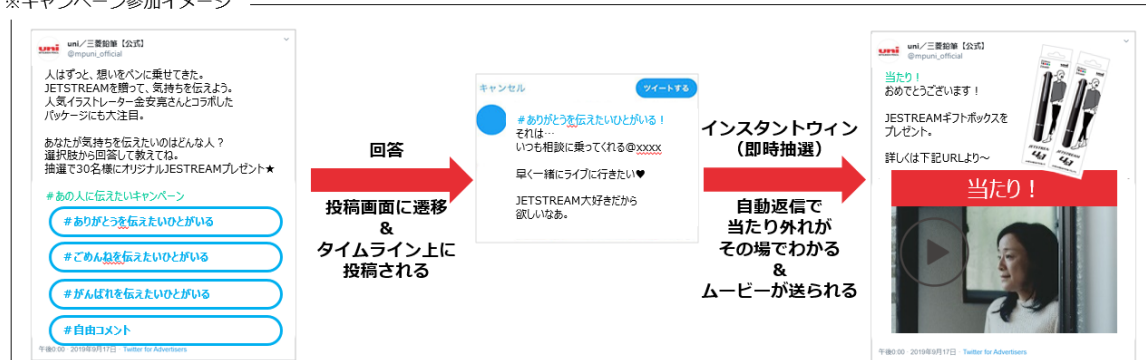 ※キャンペーン参加イメージ
uni
uni／三菱鉛筆【公式】
@mpuni_official
人はずっと、想いをペンに乗せてきた。
JETSTREAMを贈って、気持ちを伝えよう。
人気イラストレーター金安亮さんとコラボした
パッケージにも大注目。
あなたが気持ちを伝えたいのはどんな人？
選択肢から回答して教えてね。
抽選で30名様にオリジナルJESTREAMプレゼント★
#あの人に伝えたいキャンペーン
#ありがとうを伝えたいひとがいる
#ごめんねを伝えたいひとがいる
#がんばれを伝えたいひとがいる
#自由コメント
午後0:00 · 2019年9月17日 · Twitter for Advertisers
回答
投稿画面に遷移
&
タイムライン上に
投稿される
キャンセル
ツイートする
#ありがとうを伝えたいひとがいる！
それは…
いつも相談に乗ってくれる@xxxx
早く一緒にライブに行きたい♥
JETSTREAM大好きだから
欲しいなあ。
インスタントウィン
（即時抽選）
自動返信で
当たり外れが
その場でわかる
&
ムービーが送られる
uni
uni／三菱鉛筆【公式】
@mpuni_official
当たり！
おめでとうございます！
JESTREAMギフトボックスを
プレゼント。
詳しくは下記URLより～
当たり！
午後0:00 · 2019年9月17日 · Twitter for Advertisers